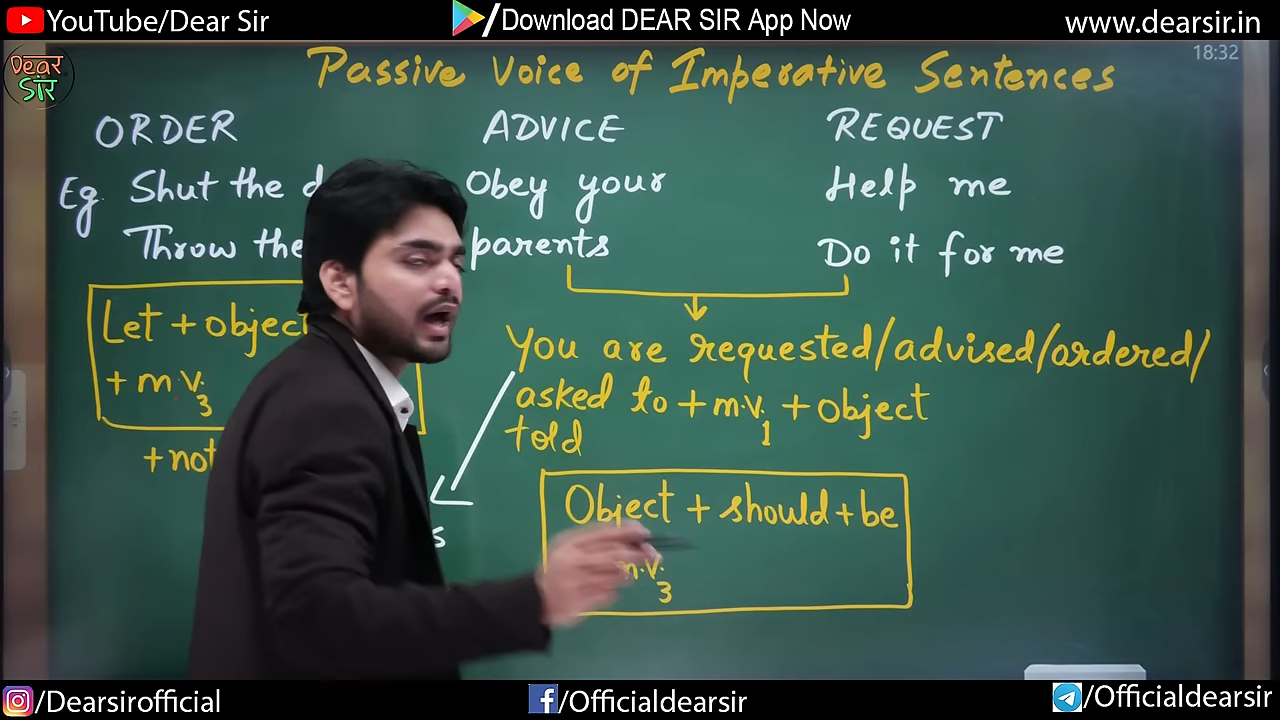 YouTube/Dear Sir
/Download DEAR SIR App Now
www.dearsir.in
Dear
Sir
18:32
Passive Voice of Imperative Sentences
ORDER ADVICE REQUEST
Eg. Shut the Obey your Help me
Throw the parents Do it for me
Let + object
+ m.v.3
+not
You are requested/advised/ordered/
asked to + m.v.1 + object
told
Object + should + be
m.v.3
/Dearsirofficial
/Officialdearsir
/Officialdearsir